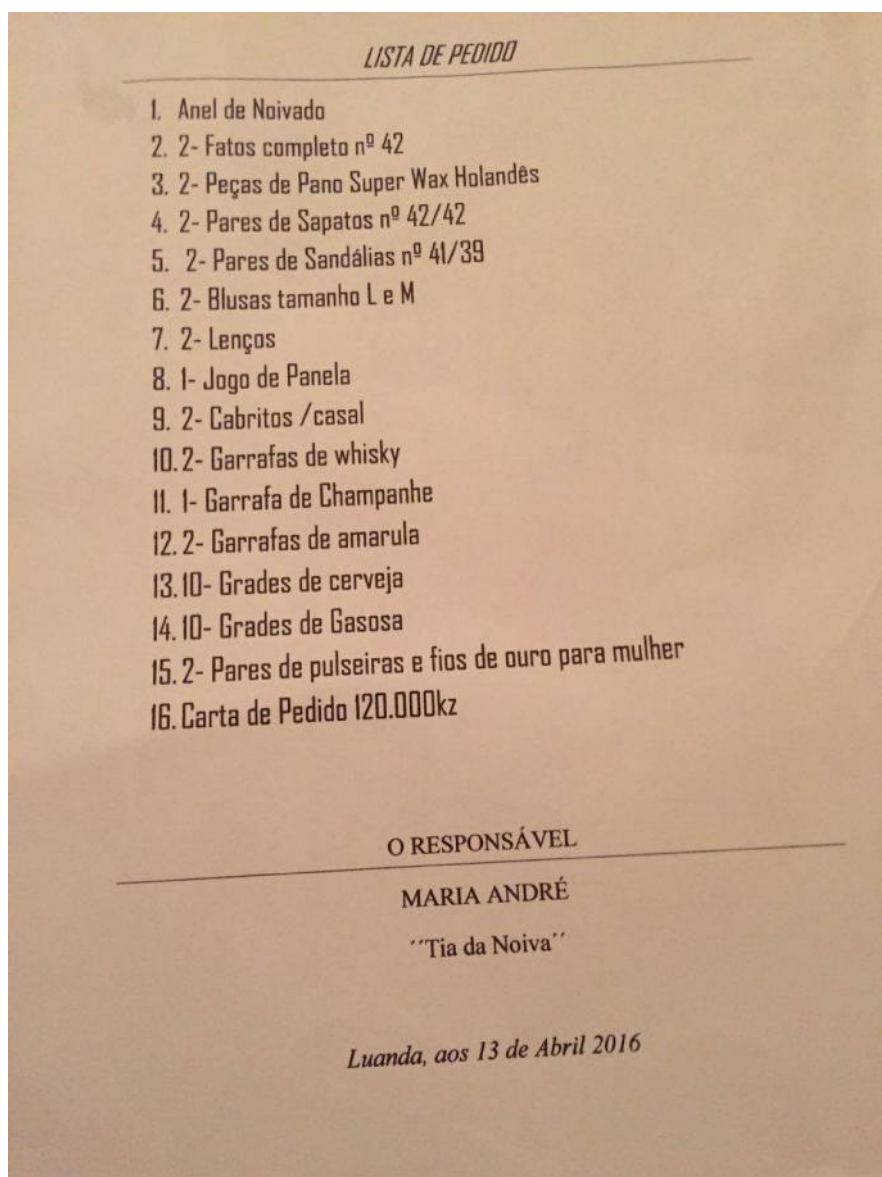 LISTA DE PEDIDO
1. Anel de Noivado
2. 2- Fatos completo nº 42
3. 2- Peças de Pano Super Wax Holandês
4. 2- Pares de Sapatos nº 42/42
5. 2- Pares de Sandálias nº 41/39
6. 2- Blusas tamanho L e M
7. 2- Lenços
8. 1- Jogo de Panela
9. 2- Cabritos /casal
10. 2- Garrafas de whisky
11. 1- Garrafa de Champanhe
12. 2- Garrafas de amarula
13. 10- Grades de cerveja
14. 10- Grades de Gasosa
15. 2- Pares de pulseiras e fios de ouro para mulher
16. Carta de Pedido 120.000kz
O RESPONSÁVEL
MARIA ANDRÉ
´´Tia da Noiva´´
Luanda, aos 13 de Abril 2016